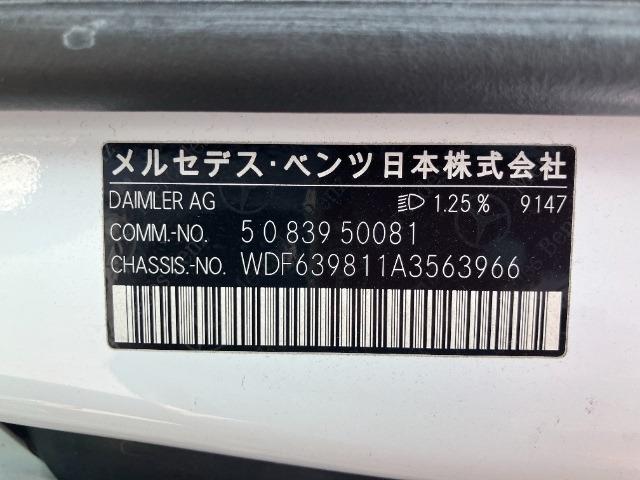 メルセデス・ベンツ日本株式会社
DAIMLER AG 1.25% 9147
COMM.-NO. 5 0 839 50081
CHASSIS.-NO. WDF639811A3563966